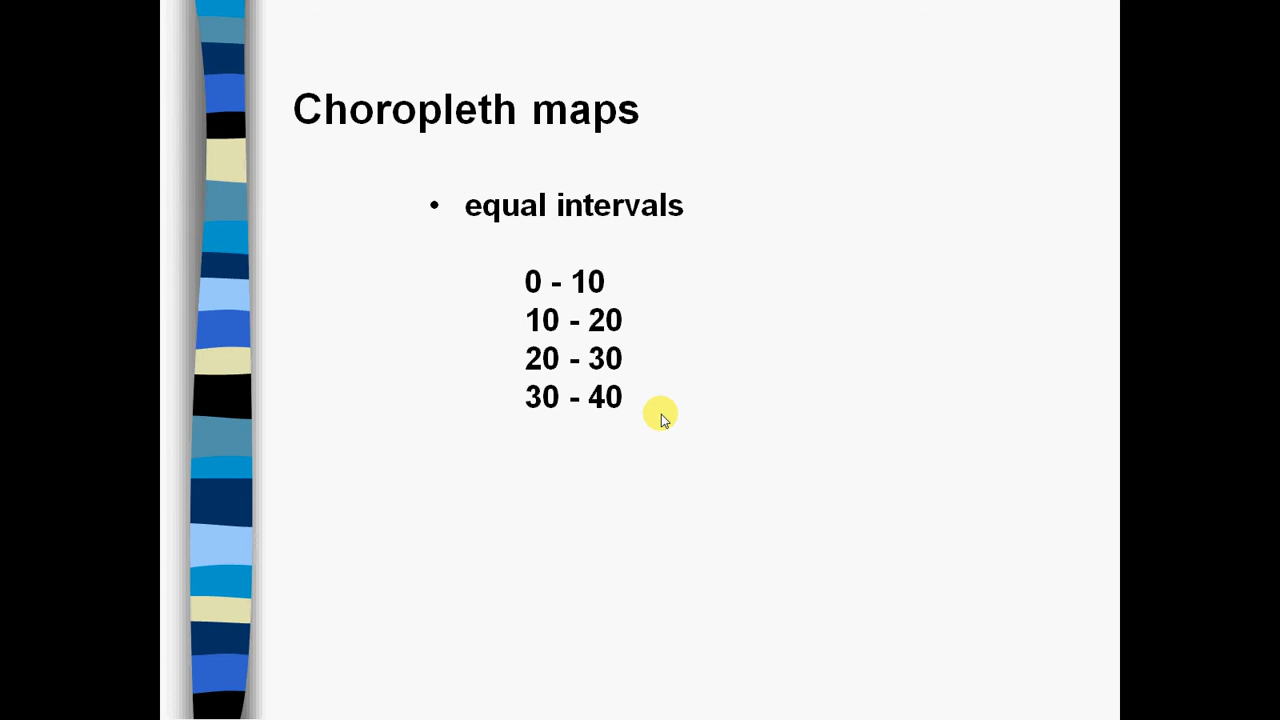 Choropleth maps
• equal intervals
0 - 10
10 - 20
20 - 30
30 - 40